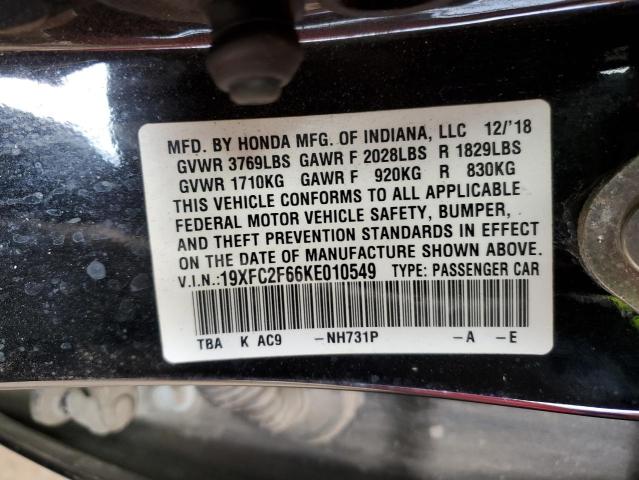 MFD. BY HONDA MFG. OF INDIANA, LLC 12/'18
GVWR 3769LBS GAWR F 2028LBS R 1829LBS
GVWR 1710KG GAWR F 920KG R 830KG
THIS VEHICLE CONFORMS TO ALL APPLICABLE
FEDERAL MOTOR VEHICLE SAFETY, BUMPER,
AND THEFT PREVENTION STANDARDS IN EFFECT
ON THE DATE OF MANUFACTURE SHOWN ABOVE.
V.I.N.:19XFC2F66KE010549 TYPE: PASSENGER CAR
TBA K AC9 -NH731P -A -E